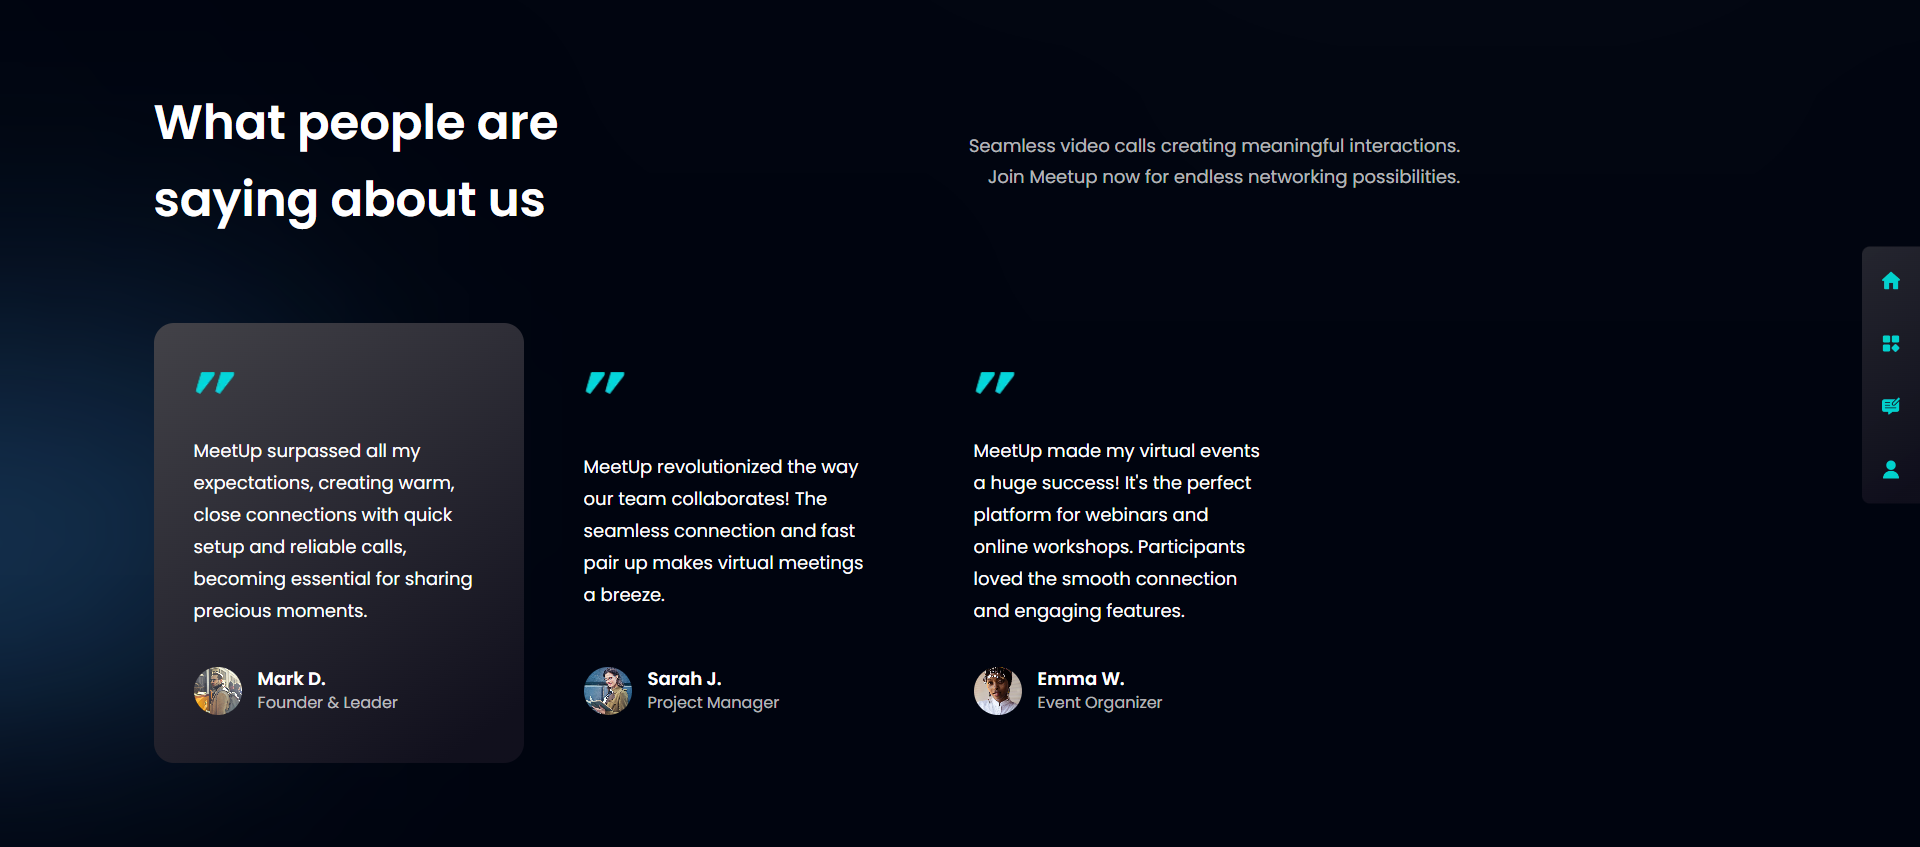 What people are
saying about us
Seamless video calls creating meaningful interactions.
Join Meetup now for endless networking possibilities.
MeetUp surpassed all my
expectations, creating warm,
close connections with quick
setup and reliable calls,
becoming essential for sharing
precious moments.
Mark D.
Founder & Leader
MeetUp revolutionized the way
our team collaborates! The
seamless connection and fast
pair up makes virtual meetings
a breeze.
Sarah J.
Project Manager
MeetUp made my virtual events
a huge success! It's the perfect
platform for webinars and
online workshops. Participants
loved the smooth connection
and engaging features.
Emma W.
Event Organizer